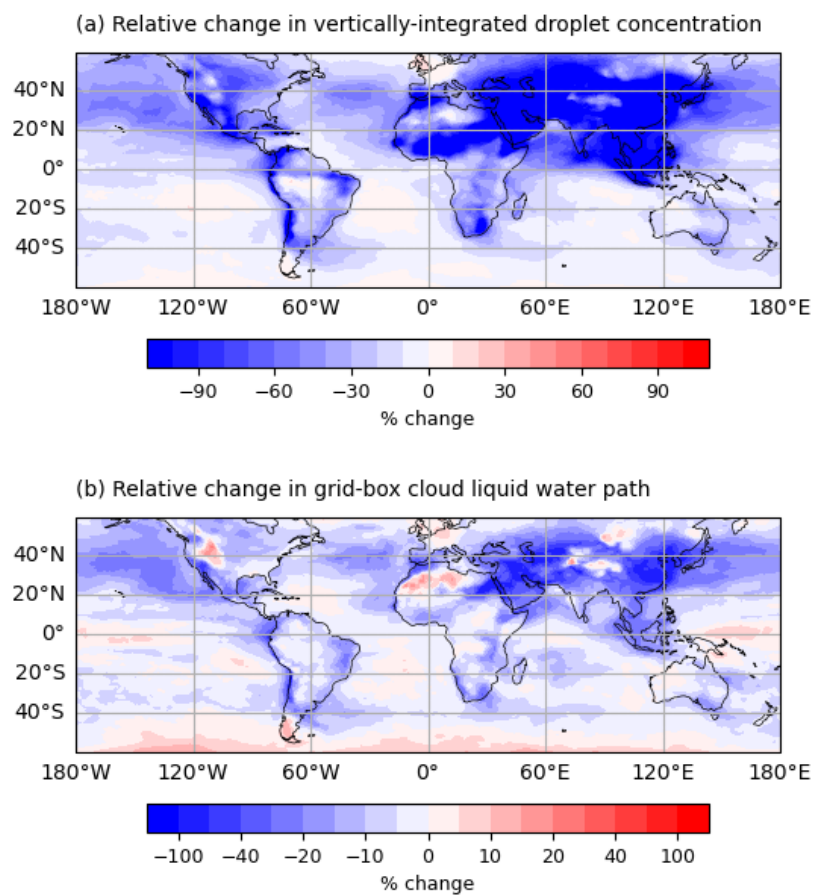 (a) Relative change in vertically-integrated droplet concentration
40°N
20°N
0°
20°S
40°S
180°W 120°W 60°W 0° 60°E 120°E 180°E
−90 −60 −30 0 30 60 90
% change
(b) Relative change in grid-box cloud liquid water path
40°N
20°N
0°
20°S
40°S
180°W 120°W 60°W 0° 60°E 120°E 180°E
−100 −40 −20 −10 0 10 20 40 100
% change